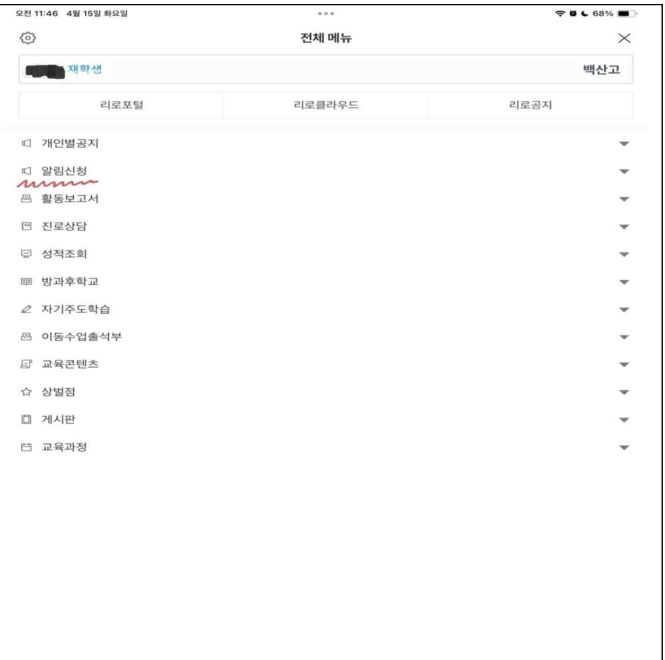 오전 11:46 4월 15일 화요일 68%
전체 메뉴
재학생 백산고
리로포털 리로클라우드 리로공지
개인별공지
알림신청
활동보고서
진로상담
성적조회
방과후학교
자기주도학습
이동수업출석부
교육콘텐츠
상벌점
게시판
교육과정